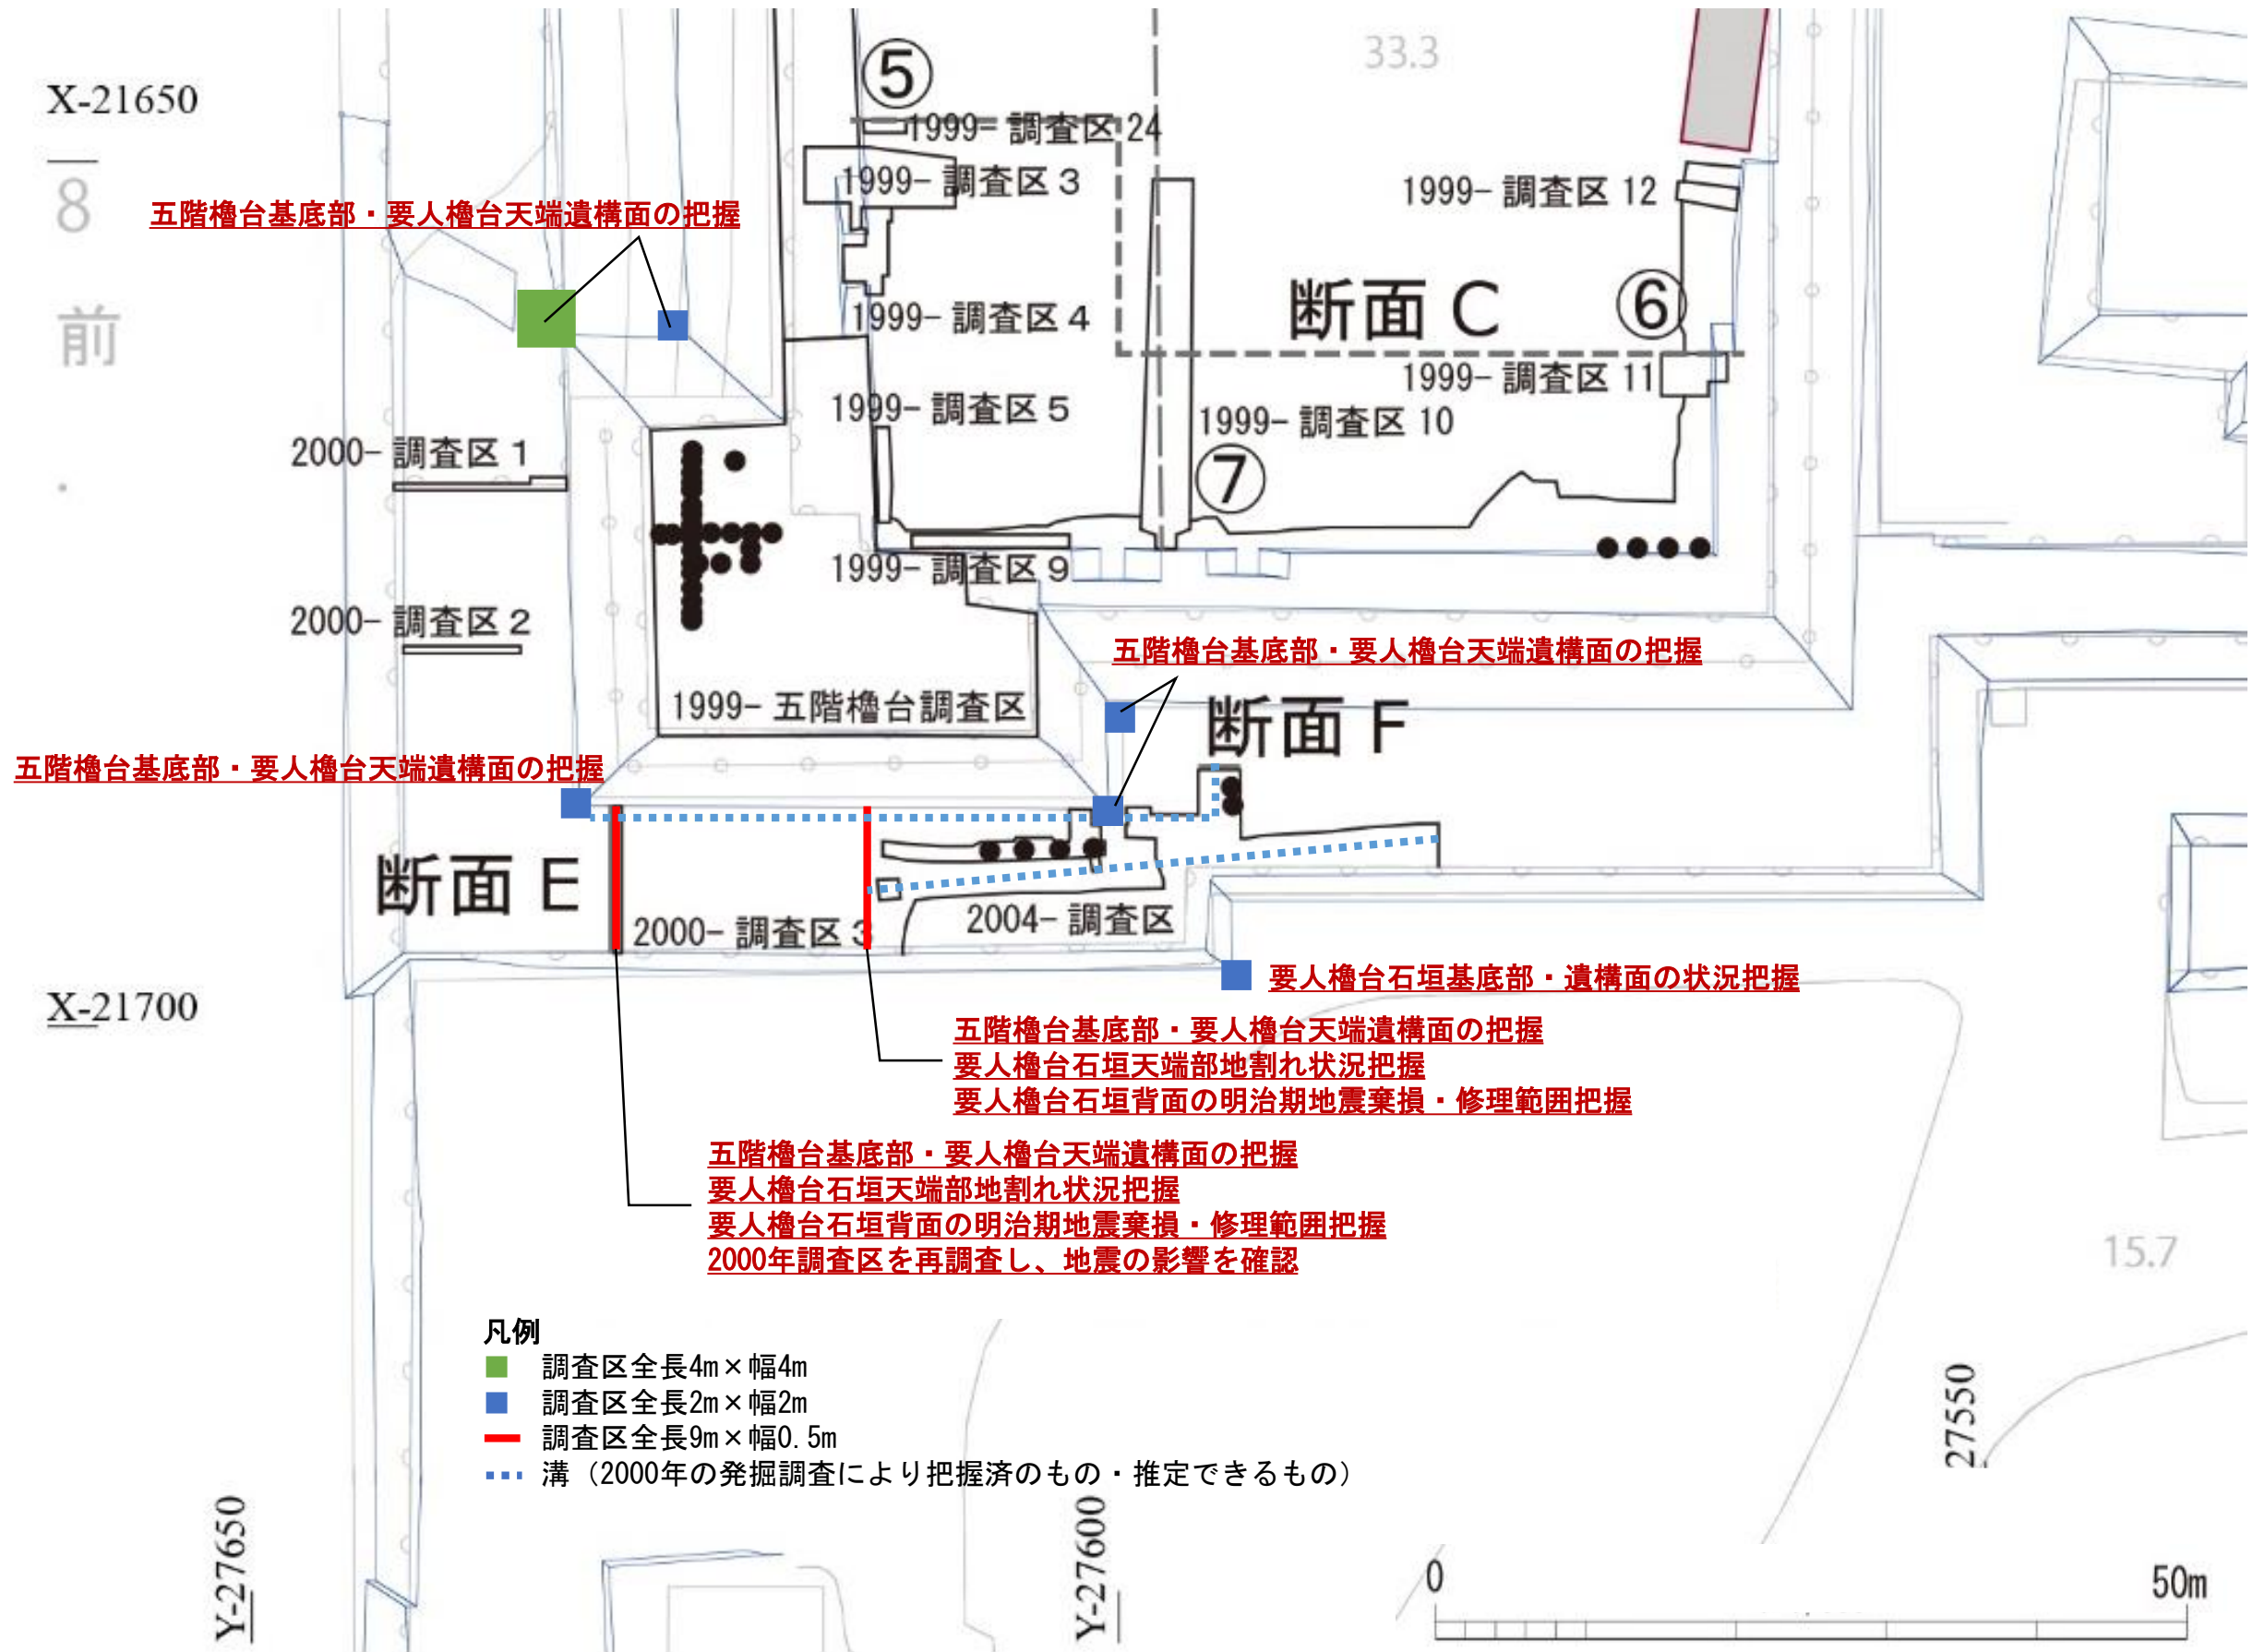 33.3
⑤
X-21650
1999- 調査区 24
1999- 調査区 3
1999- 調査区 12
8
前
五階櫓台基底部・要人櫓台天端遺構面の把握
断面 C
⑥
1999- 調査区 4
1999- 調査区 11
1999- 調査区 5
1999- 調査区 10
2000- 調査区 1
⑦
1999- 調査区 9
2000- 調査区 2
五階櫓台基底部・要人櫓台天端遺構面の把握
1999- 五階櫓台調査区
断面 F
五階櫓台基底部・要人櫓台天端遺構面の把握
断面 E
2000- 調査区 3
2004- 調査区
要人櫓台石垣基底部・遺構面の状況把握
X-21700
五階櫓台基底部・要人櫓台天端遺構面の把握
要人櫓台石垣天端部地割れ状況把握
要人櫓台石垣背面の明治期地震棄損・修理範囲把握
五階櫓台基底部・要人櫓台天端遺構面の把握
要人櫓台石垣天端部地割れ状況把握
要人櫓台石垣背面の明治期地震棄損・修理範囲把握
2000年調査区を再調査し、地震の影響を確認
15.7
凡例
調査区全長4m×幅4m
調査区全長2m×幅2m
調査区全長9m×幅0.5m
溝（2000年の発掘調査により把握済のもの・推定できるもの）
27550
Y-27650
Y-27600
0
50m